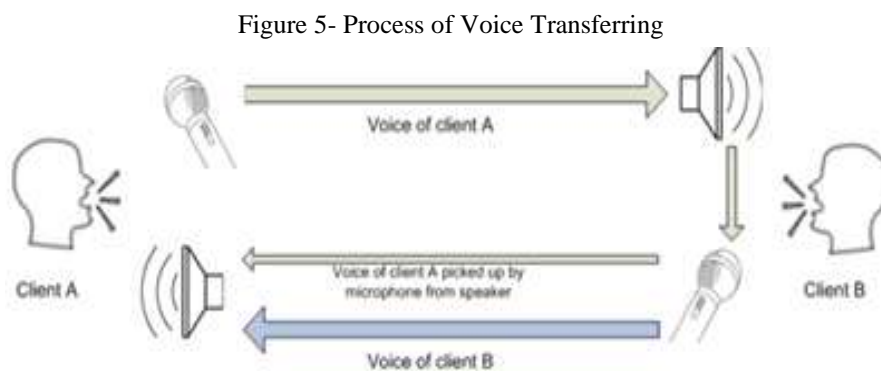 Figure 5- Process of Voice Transferring
Voice of client A
Client A
Voice of client A picked up by
microphone from speaker
Client B
Voice of client B